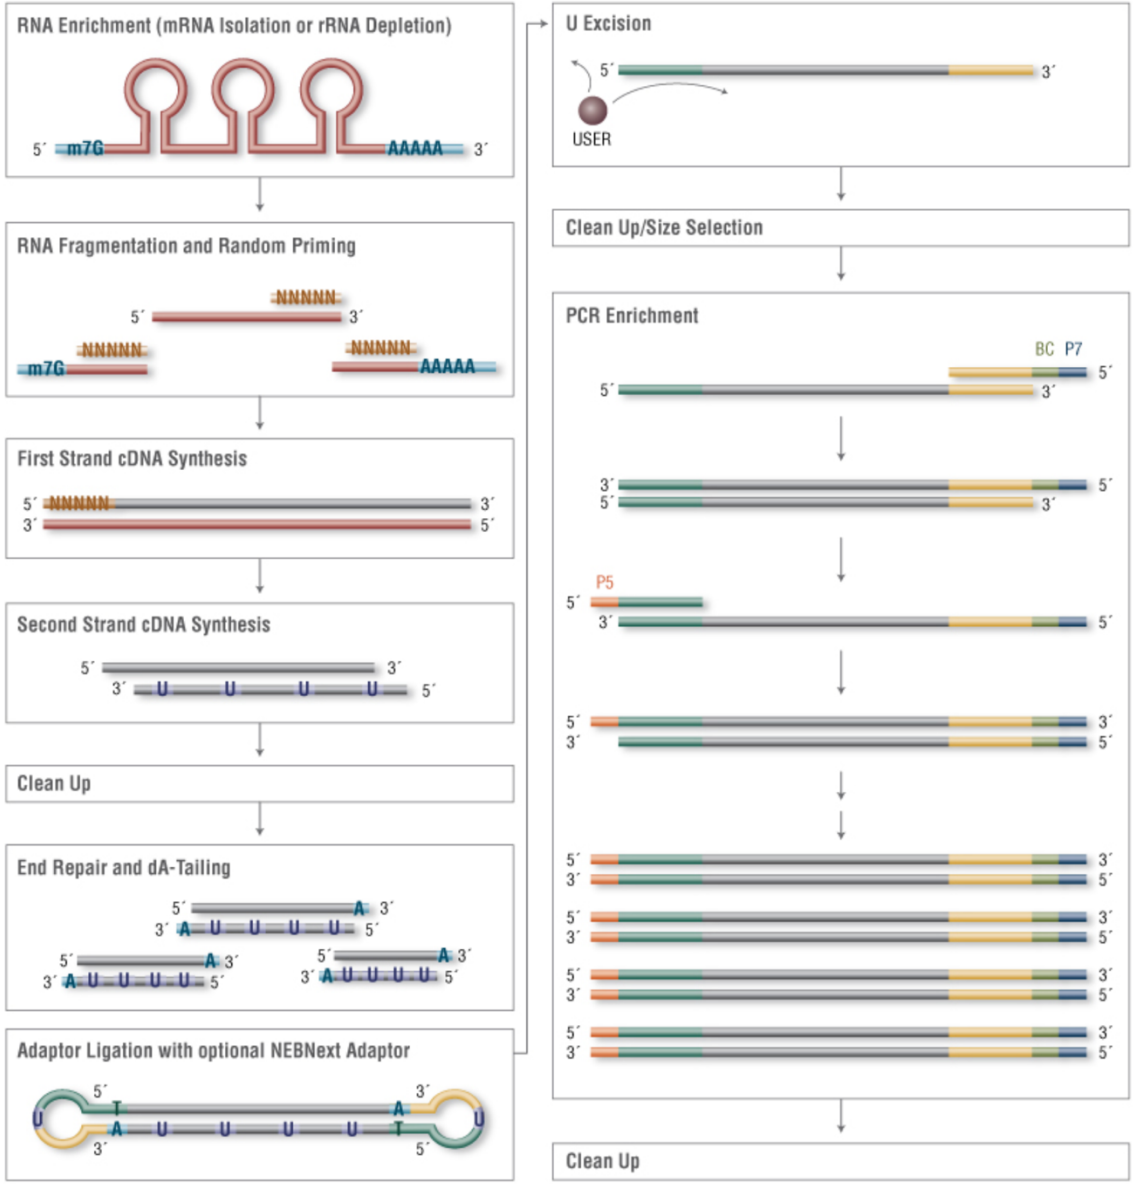 RNA Enrichment (mRNA Isolation or rRNA Depletion)
5´ m7G AAAAA 3´
RNA Fragmentation and Random Priming
NNNNN
5´ 3´
NNNNN NNNNN
m7G AAAAA
First Strand cDNA Synthesis
5´ NNNNN 3´
3´ 5´
Second Strand cDNA Synthesis
5´ 3´
3´ U U U U 5´
Clean Up
End Repair and dA-Tailing
5´ A 3´
3´ A U U U U 5´
5´ A 3´
3´ A U U U U 5´
5´ A 3´
3´ A U U U U 5´
Adaptor Ligation with optional NEBNext Adaptor
5´ 3´
T A
U U
A U U U U T
3´ 5´
U Excision
5´ 3´
USER
Clean Up/Size Selection
PCR Enrichment
BC P7
5´
5´ 3´
3´ 5´
5´ 3´
P5
5´
3´ 5´
5´ 3´
3´ 5´
5´ 3´
3´ 5´
5´ 3´
3´ 5´
5´ 3´
3´ 5´
5´ 3´
3´ 5´
Clean Up